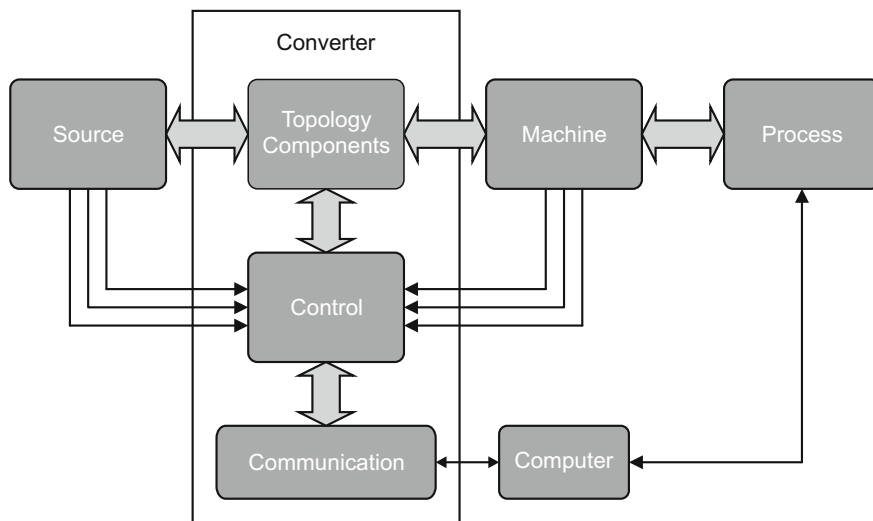 Converter
Source
Topology
Components
Machine
Process
Control
Communication
Computer